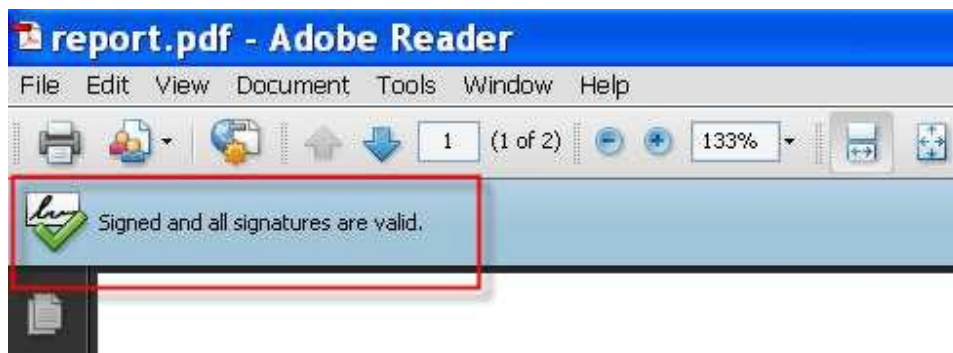 report.pdf - Adobe Reader
File Edit View Document Tools Window Help
1 (1 of 2) 133%
Signed and all signatures are valid.